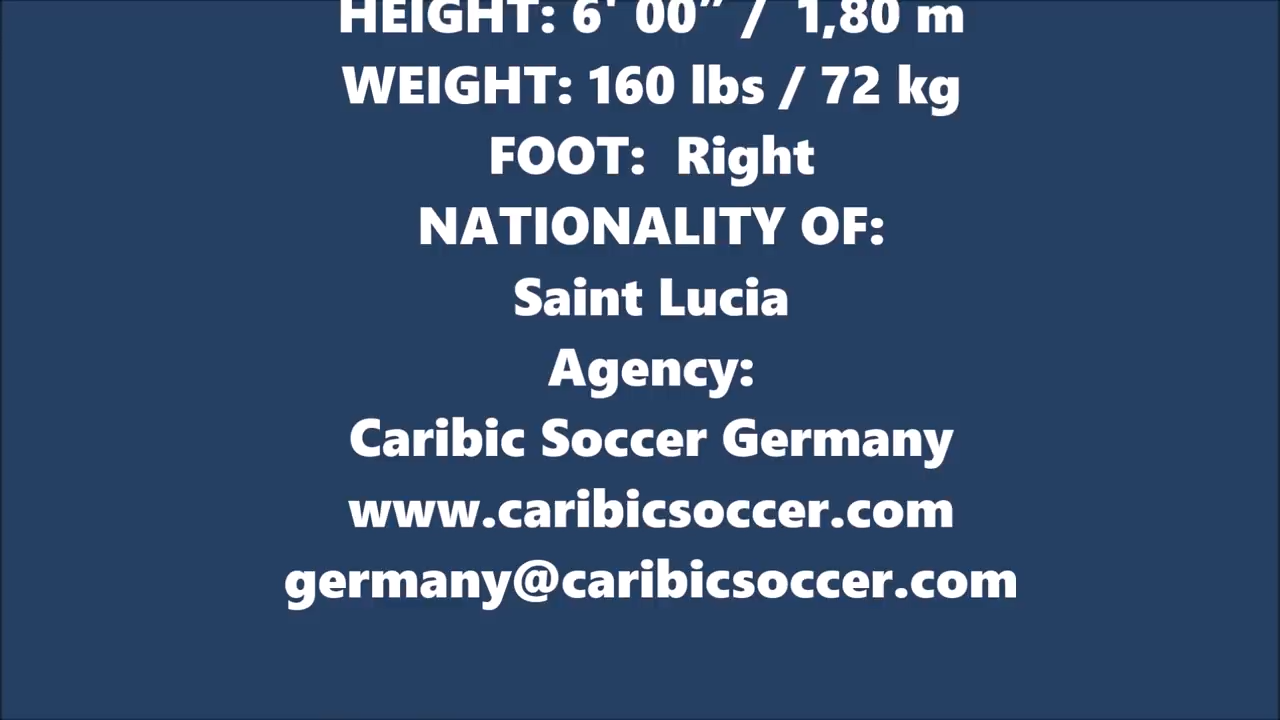 HEIGHT: 6' 00” /  1,80 m
WEIGHT: 160 lbs / 72 kg
FOOT:  Right
NATIONALITY OF:
Saint Lucia
Agency:
Caribic Soccer Germany
www.caribicsoccer.com
germany@caribicsoccer.com